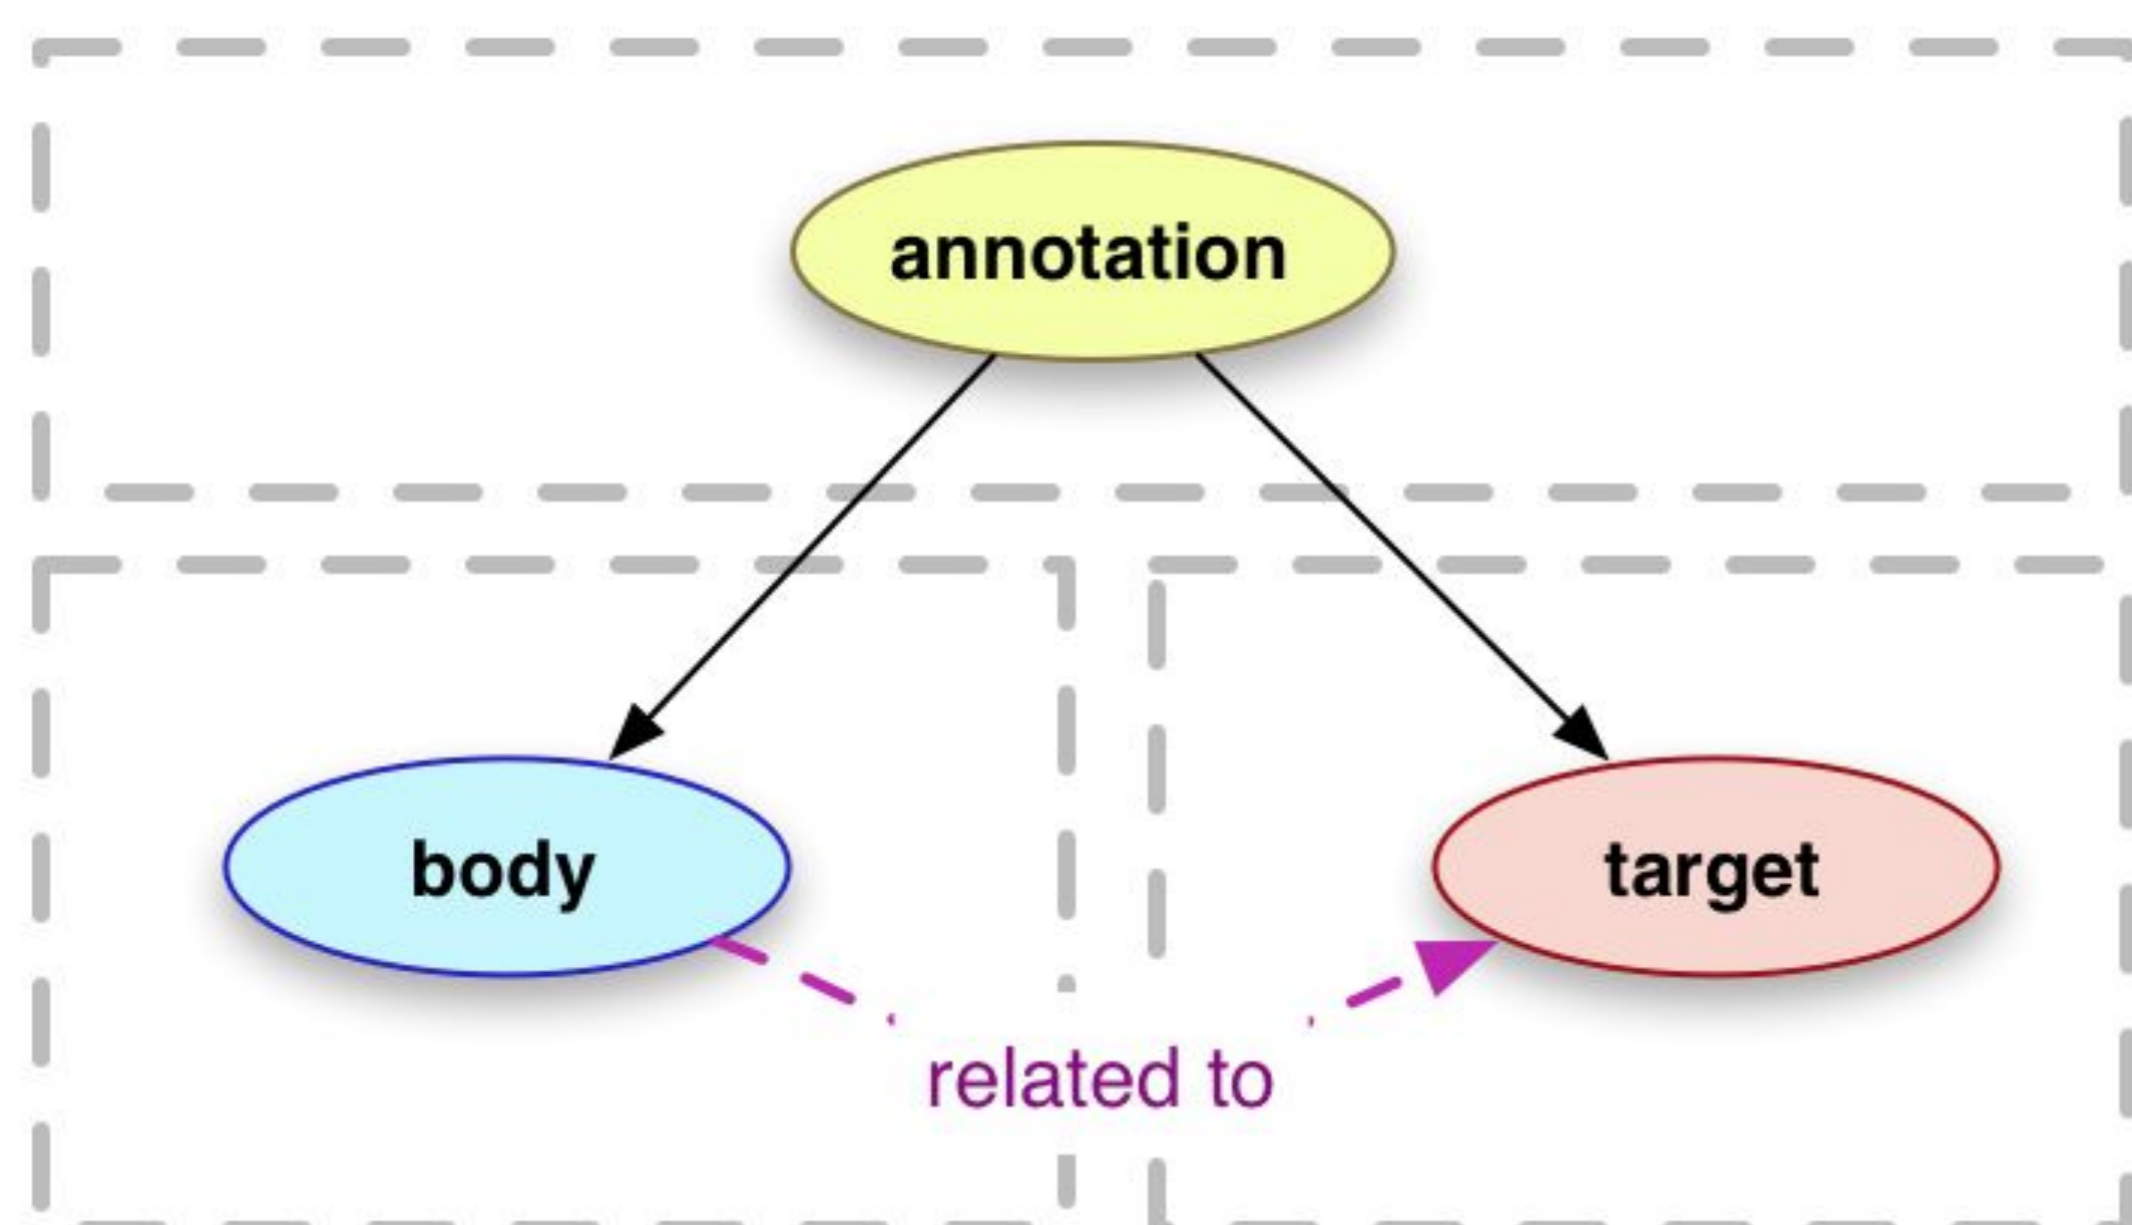 annotation
body
target
related to